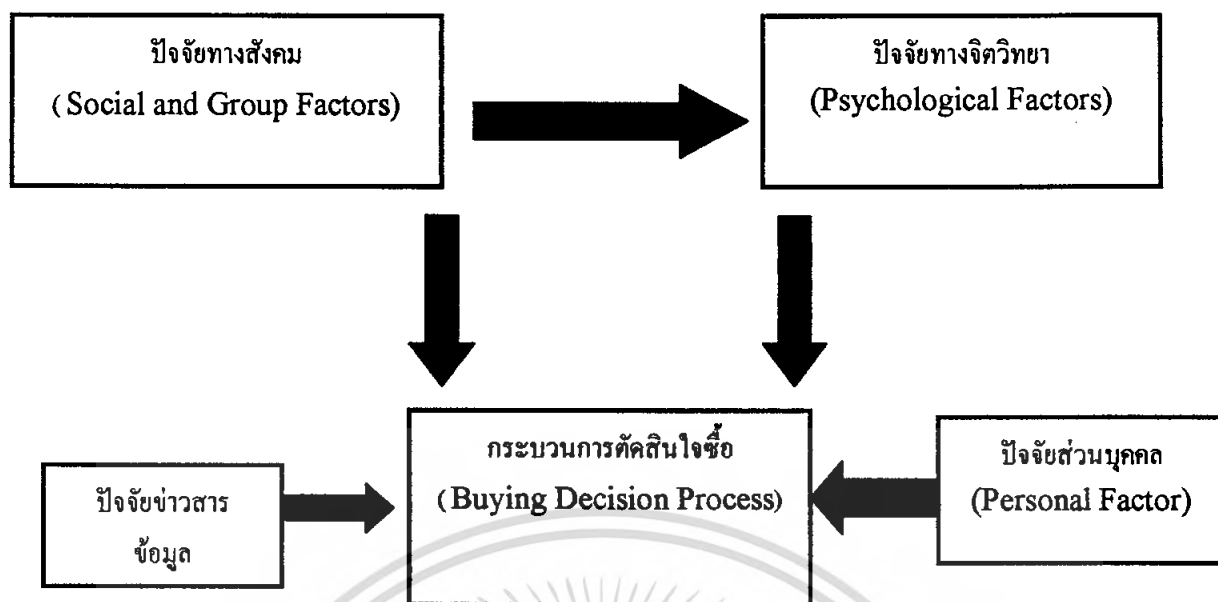 ปัจจัยทางสังคม
( Social and Group Factors)
ปัจจัยทางจิตวิทยา
(Psychological Factors)
กระบวนการตัดสินใจซื้อ
(Buying Decision Process)
ปัจจัยข่าวสาร
ข้อมูล
ปัจจัยส่วนบุคคล
(Personal Factor)